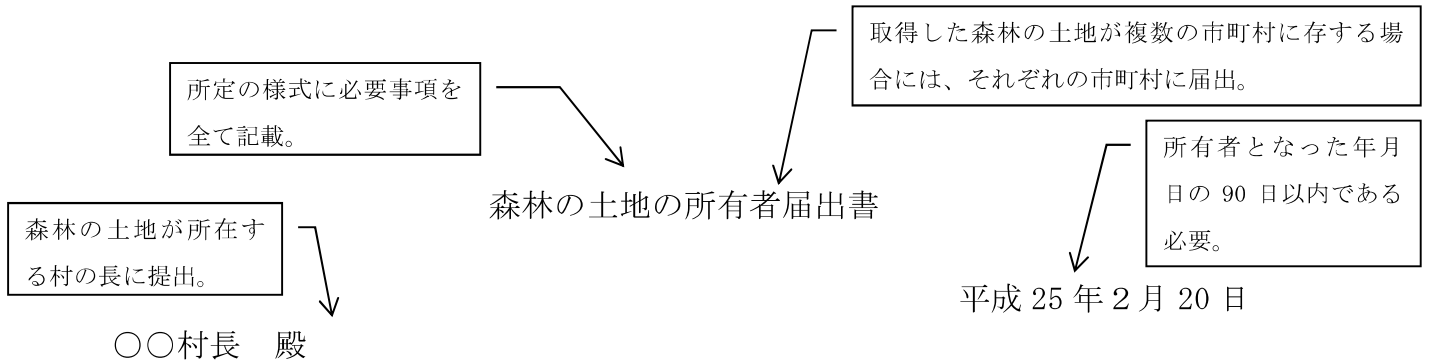 取得した森林の土地が複数の市町村に存する場
合には、それぞれの市町村に届出。
所定の様式に必要事項を
全て記載。
所有者となった年月
日の 90 日以内である
必要。
森林の土地の所有者届出書
森林の土地が所在す
る村の長に提出。
平成 25 年２月 20 日
○○村長　殿